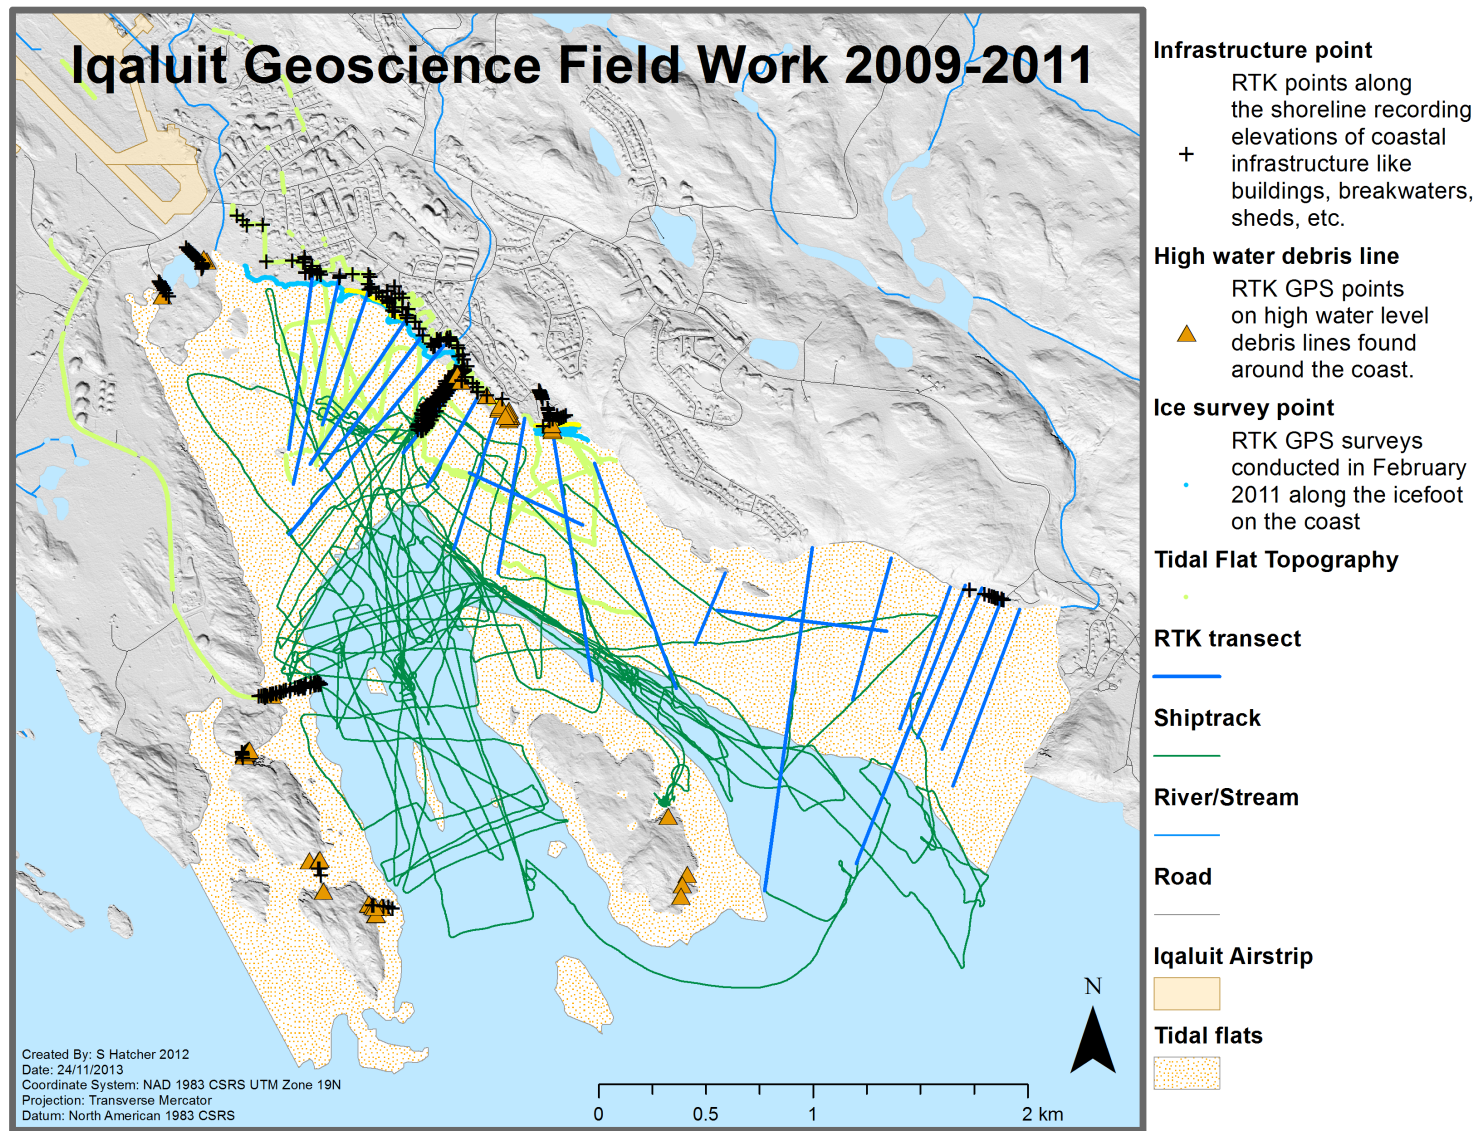 Iqaluit Geoscience Field Work 2009-2011
Infrastructure point
RTK points along
the shoreline recording
elevations of coastal
infrastructure like
buildings, breakwaters,
sheds, etc.
High water debris line
RTK GPS points
on high water level
debris lines found
around the coast.
Ice survey point
RTK GPS surveys
conducted in February
2011 along the icefoot
on the coast
Tidal Flat Topography
RTK transect
Shiptrack
River/Stream
Road
Iqaluit Airstrip
Tidal flats
N
Created By: S Hatcher 2012
Date: 24/11/2013
Coordinate System: NAD 1983 CSRS UTM Zone 19N
Projection: Transverse Mercator
Datum: North American 1983 CSRS
0 0.5 1 2 km